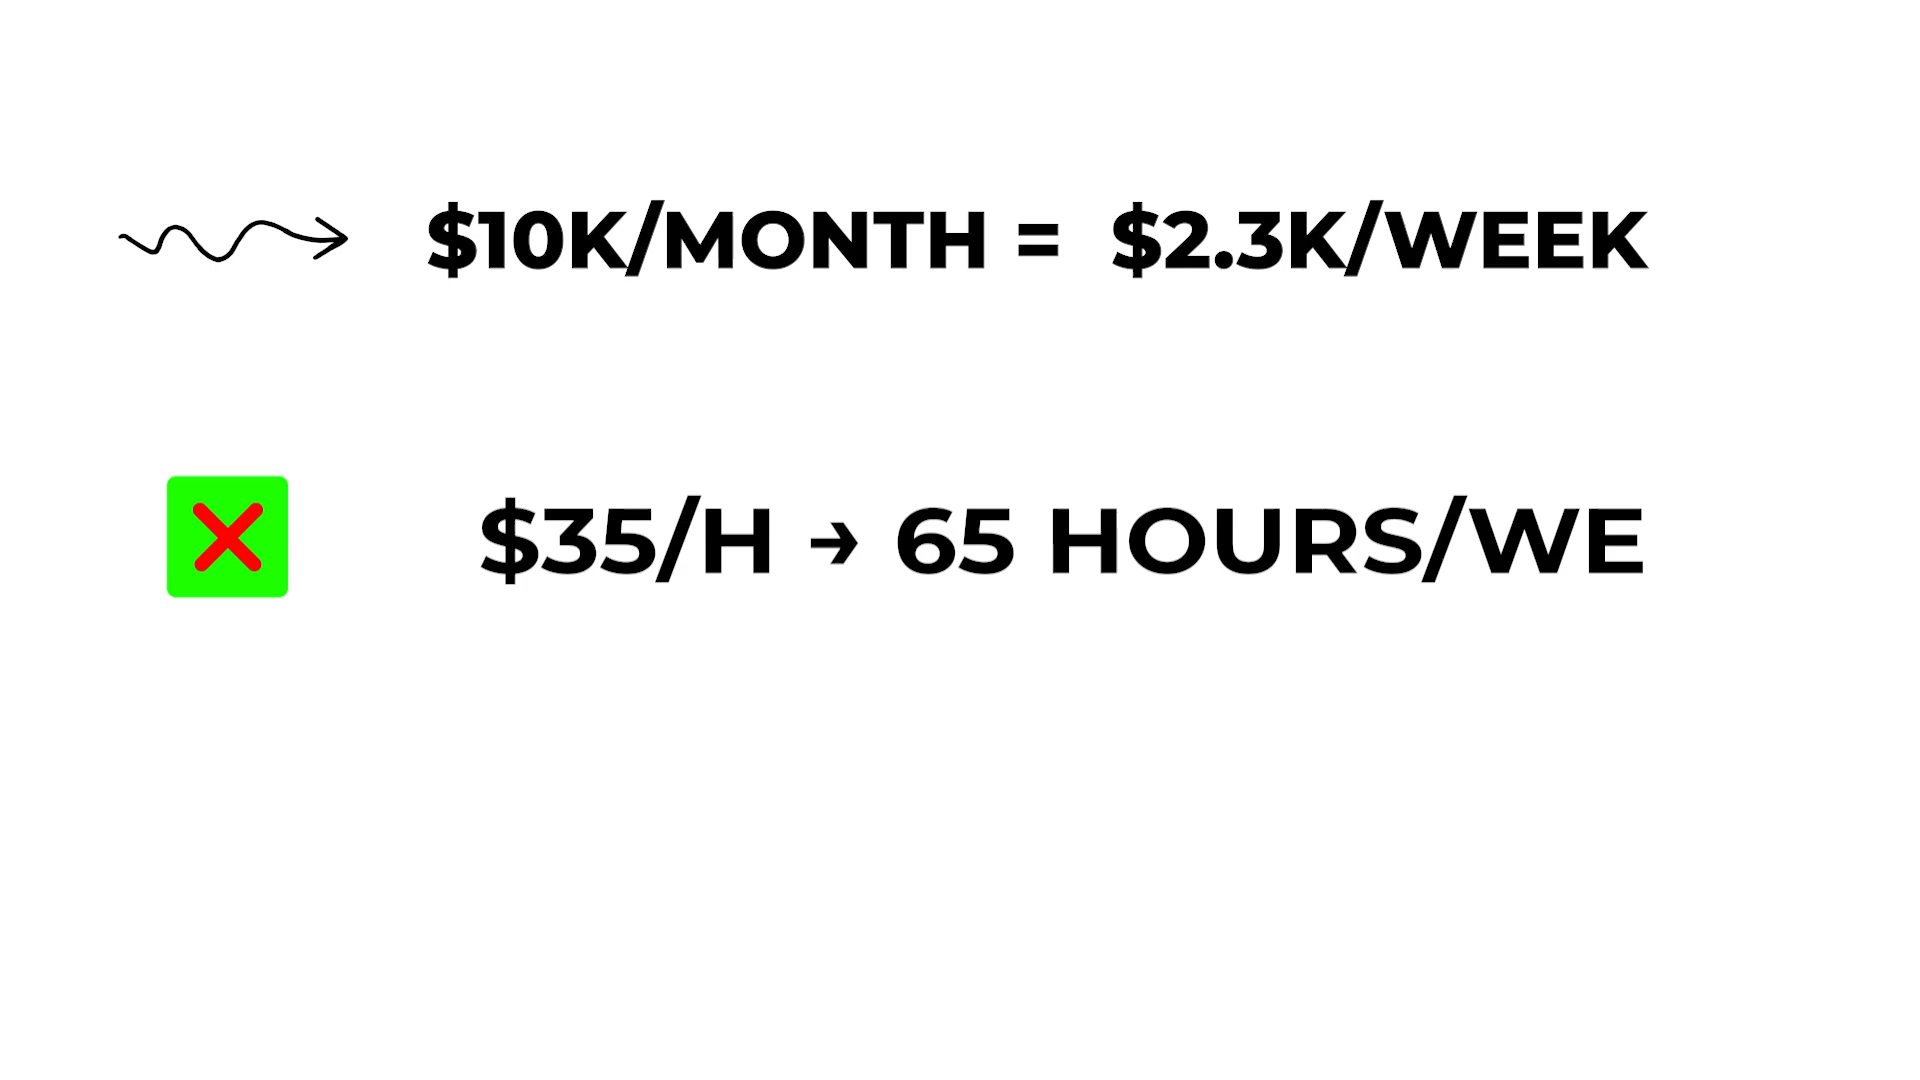 $10K/MONTH = $2.3K/WEEK
$35/H → 65 HOURS/WE